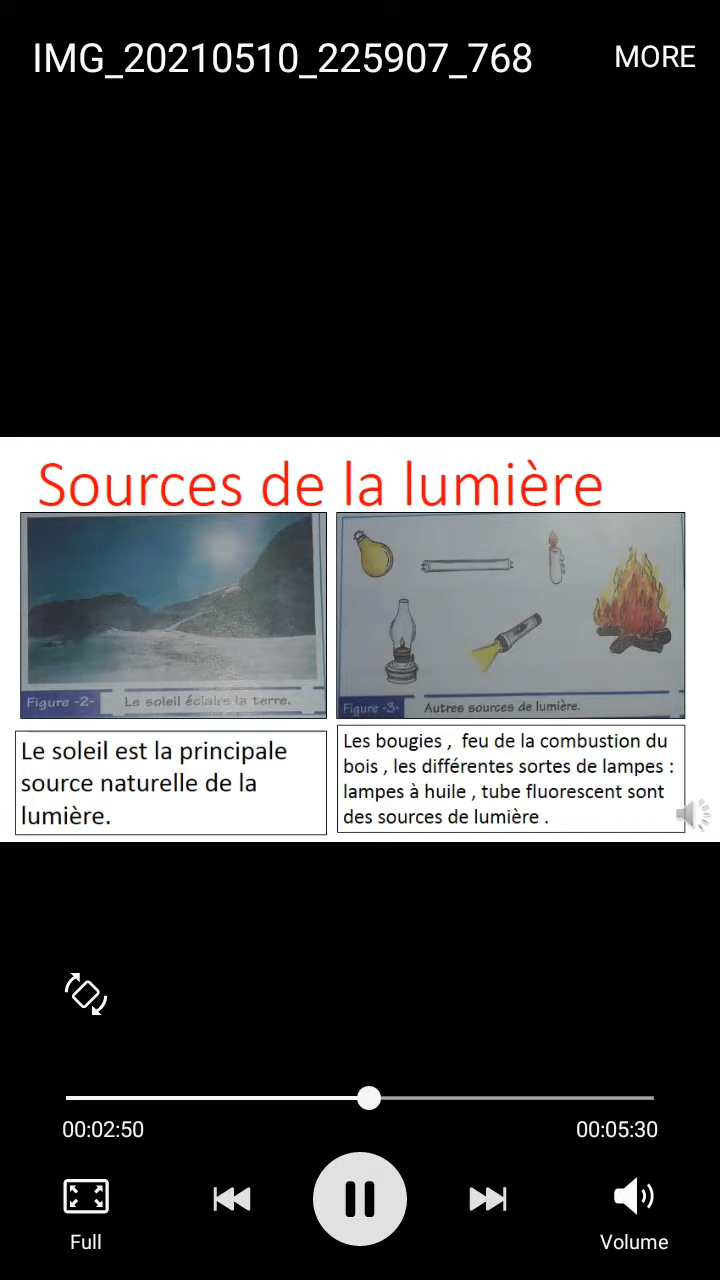 IMG_20210510_225907_768 MORE
Sources de la lumière
Figure -2- Le soleil éclaire la terre.
Figure -3- Autres sources de lumière.
Le soleil est la principale
source naturelle de la
lumière.
Les bougies , feu de la combustion du
bois , les différentes sortes de lampes :
lampes à huile , tube fluorescent sont
des sources de lumière .
00:02:50 00:05:30
Full Volume